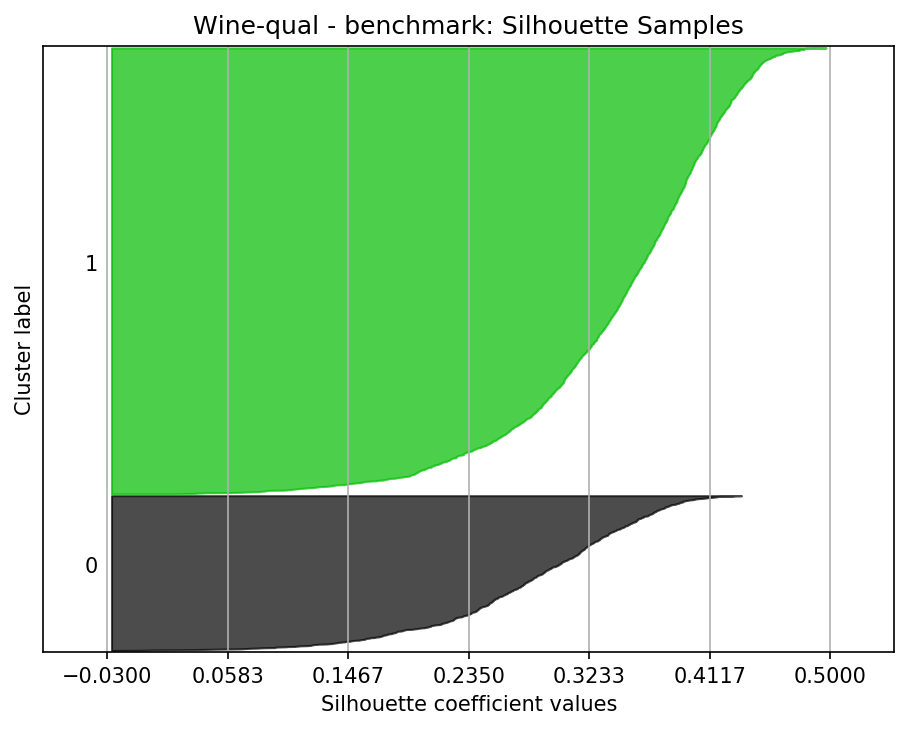 Wine-qual - benchmark: Silhouette Samples
Cluster label
1
0
−0.0300 0.0583 0.1467 0.2350 0.3233 0.4117 0.5000
Silhouette coefficient values